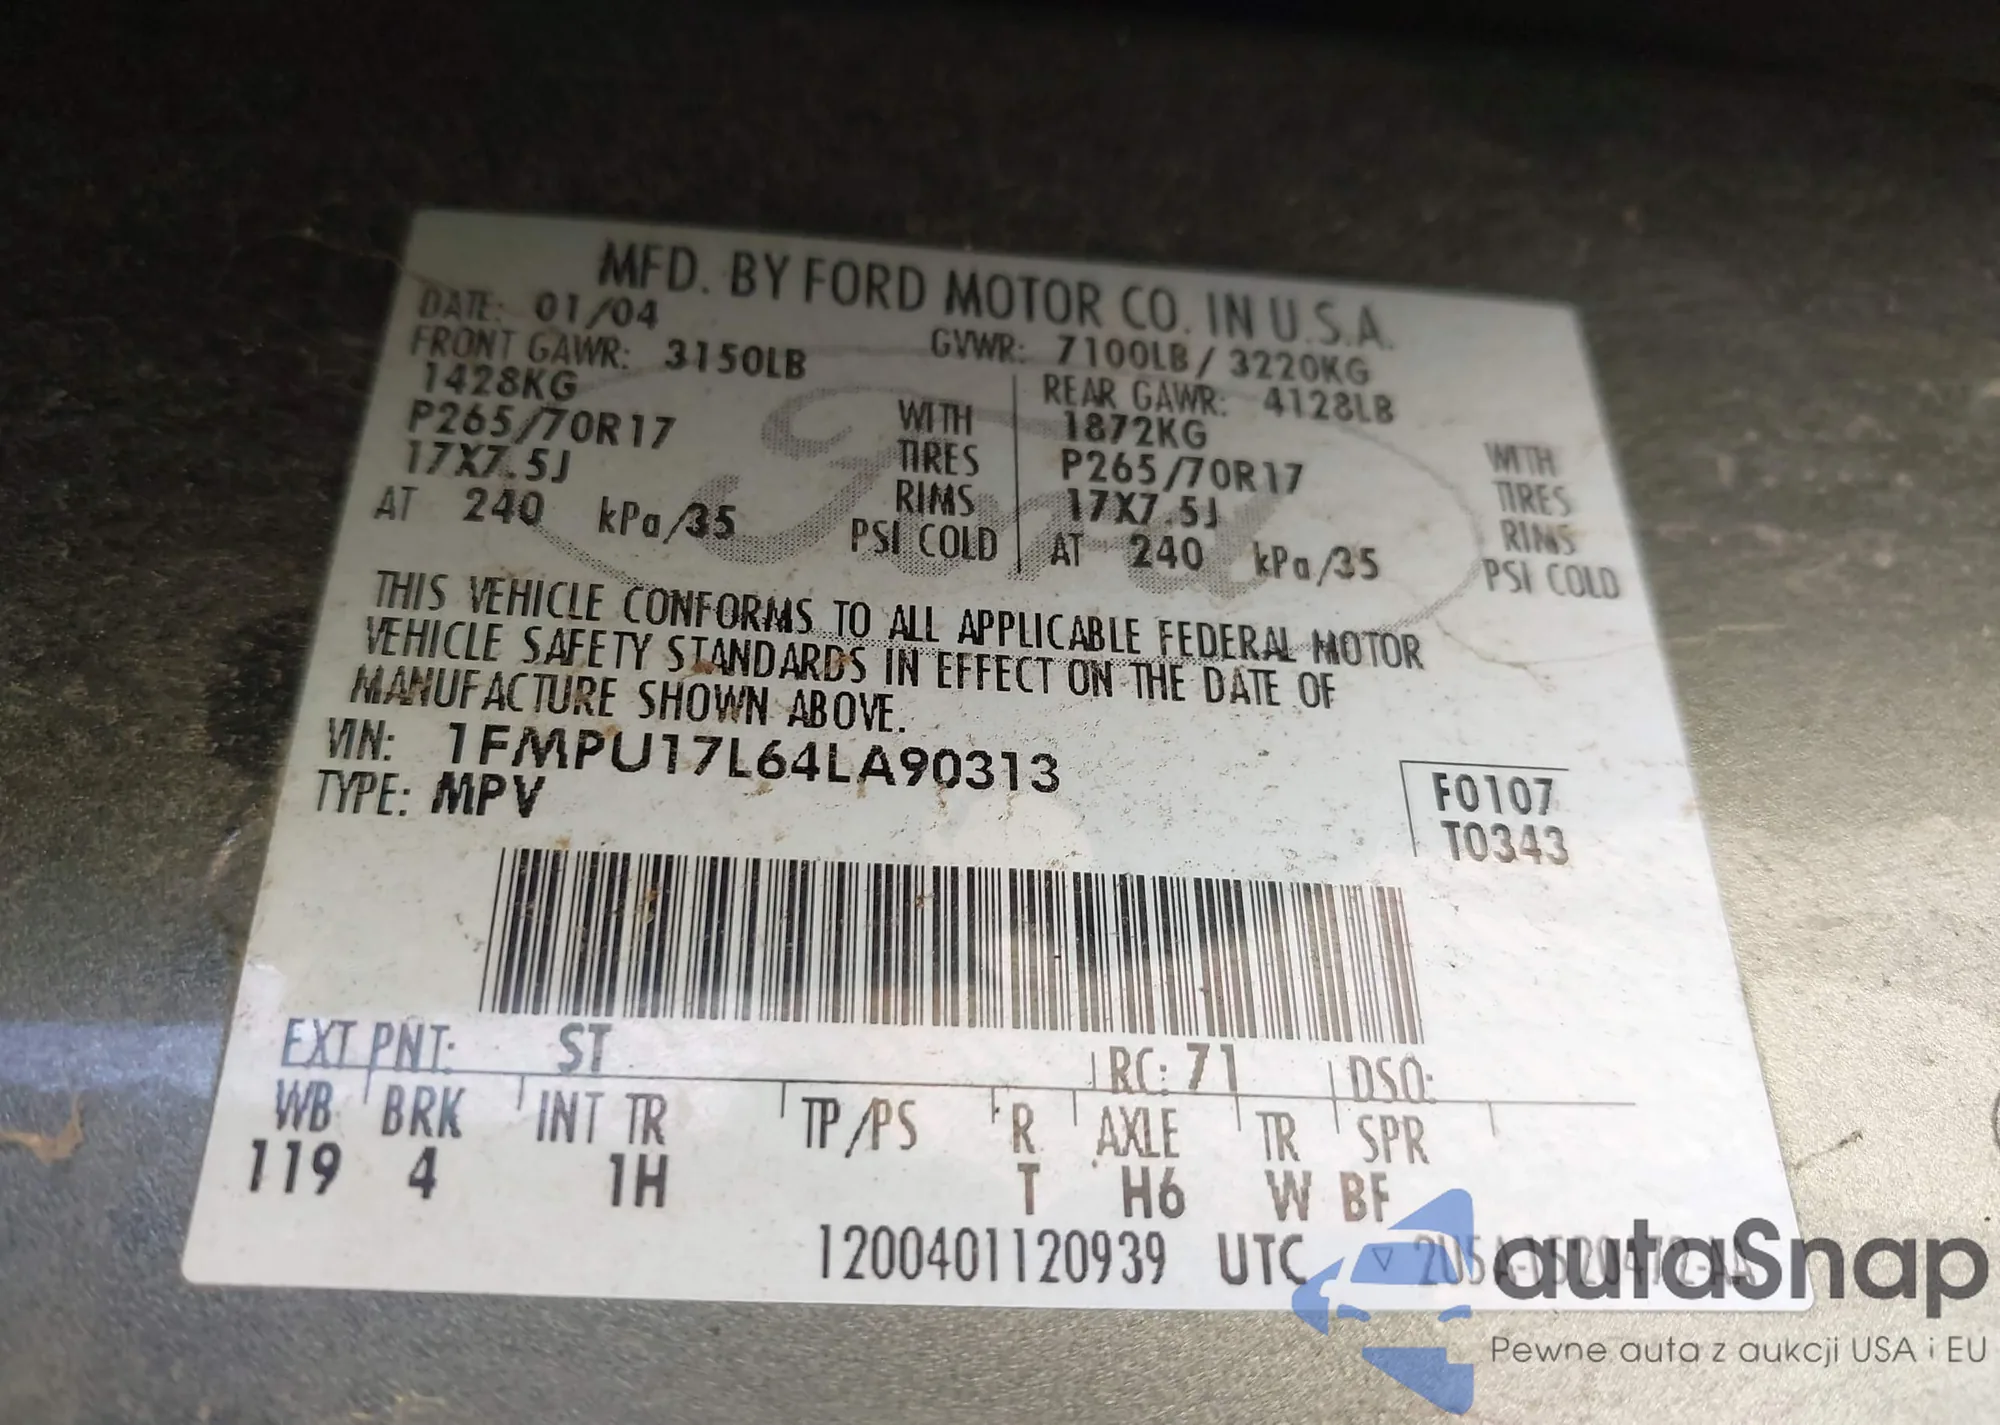 MFD. BY FORD MOTOR CO. IN U.S.A.
DATE: 01/04
GVWR: 7100LB / 3220KG
FRONT GAWR: 3150LB
1428KG
P265/70R17
17X7.5J
AT 240 kPa/35
WITH
TIRES
RIMS
PSI COLD
REAR GAWR: 4128LB
1872KG
P265/70R17
17X7.5J
AT 240 kPa/35
WITH
TIRES
RIMS
PSI COLD
Ford
THIS VEHICLE CONFORMS TO ALL APPLICABLE FEDERAL MOTOR
VEHICLE SAFETY STANDARDS IN EFFECT ON THE DATE OF
MANUFACTURE SHOWN ABOVE.
VIN: 1FMPU17L64LA90313
TYPE: MPV
F0107
T0343
EXT PNT: ST RC: 71 DSO:
WB BRK INT TR TP/PS R AXLE TR SPR
119 4 1H T H6 W BF
1200401120939 UTC
autaSnap
Pewne auta z aukcji USA i EU